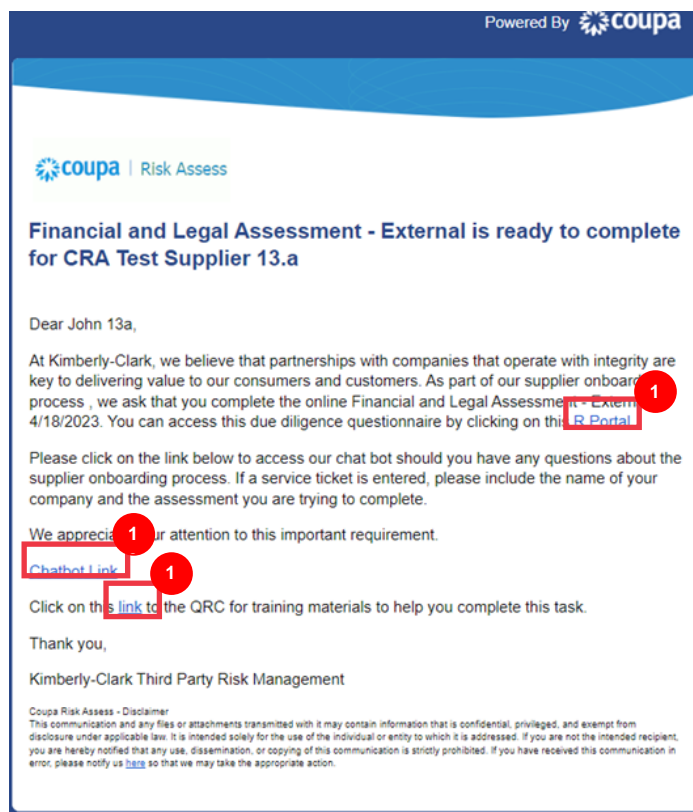 Powered By coupa
coupa | Risk Assess
Financial and Legal Assessment - External is ready to complete
for CRA Test Supplier 13.a
Dear John 13a,
At Kimberly-Clark, we believe that partnerships with companies that operate with integrity are
key to delivering value to our consumers and customers. As part of our supplier onboard
process , we ask that you complete the online Financial and Legal Assessment - Extern
1
4/18/2023. You can access this due diligence questionnaire by clicking on this R Portal
Please click on the link below to access our chat bot should you have any questions about the
supplier onboarding process. If a service ticket is entered, please include the name of your
company and the assessment you are trying to complete.
We apprecia 1 ur attention to this important requirement.
Chatbot Link
1
Click on this link to the QRC for training materials to help you complete this task.
Thank you,
Kimberly-Clark Third Party Risk Management
Coupa Risk Assess - Disclaimer
This communication and any files or attachments transmitted with it may contain information that is confidential, privileged, and exempt from
disclosure under applicable law. It is intended solely for the use of the individual or entity to which it is addressed. If you are not the intended recipient,
you are hereby notified that any use, dissemination, or copying of this communication is strictly prohibited. If you have received this communication in
error, please notify us here so that we may take the appropriate action.